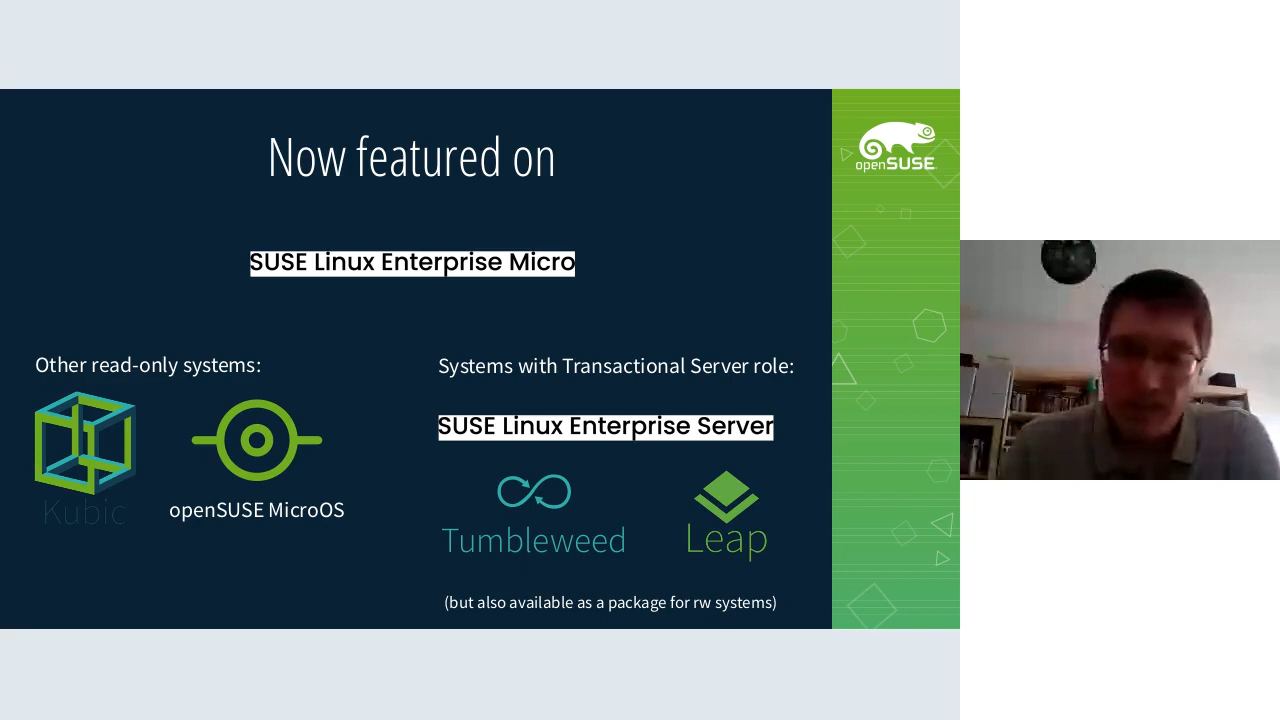 Now featured on
openSUSE
SUSE Linux Enterprise Micro
Other read-only systems:
Kubic
openSUSE MicroOS
Systems with Transactional Server role:
SUSE Linux Enterprise Server
Tumbleweed
Leap
(but also available as a package for rw systems)